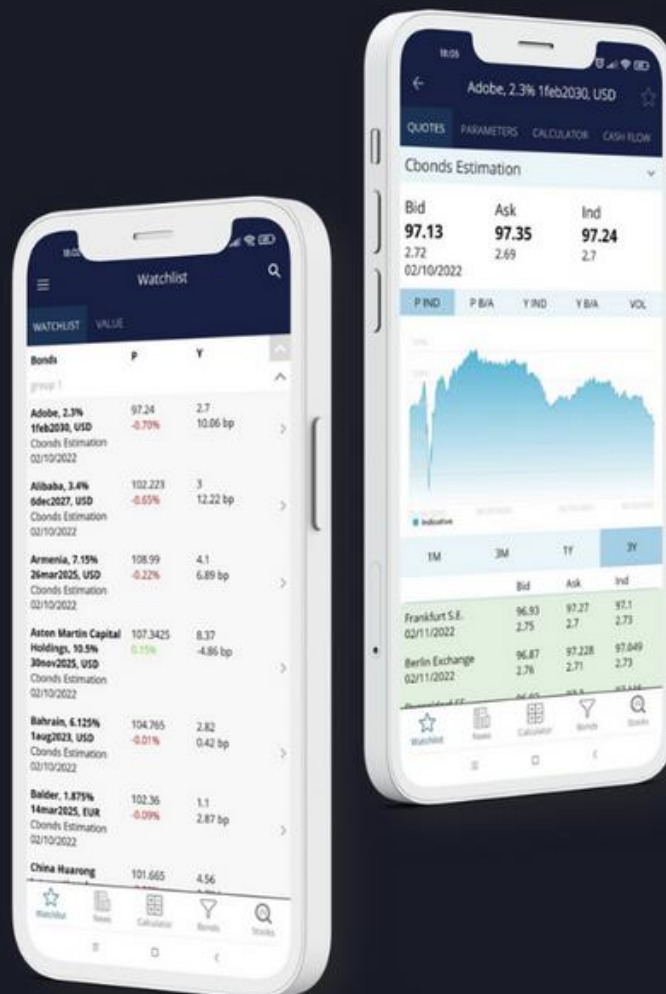 18:02
Watchlist
WATCHLIST VALUE
Bonds P Y
group 1
Adobe, 2.3% 97.24 2.7
1feb2030, USD -0.70% 10.06 bp
Cbonds Estimation
02/10/2022
Alibaba, 3.4% 102.223 3
6dec2027, USD -0.65% 12.22 bp
Cbonds Estimation
02/10/2022
Armenia, 7.15% 108.99 4.1
26mar2025, USD -0.22% 6.89 bp
Cbonds Estimation
02/10/2022
Aston Martin Capital 107.3425 8.37
Holdings, 10.5% 0.15% -4.86 bp
30nov2025, USD
Cbonds Estimation
02/10/2022
Bahrain, 6.125% 104.765 2.82
1aug2023, USD -0.01% 0.42 bp
Cbonds Estimation
02/10/2022
Balder, 1.875% 102.36 1.1
14mar2025, EUR -0.09% 2.87 bp
Cbonds Estimation
02/10/2022
China Huarong 101.665 4.56
Watchlist News Calculator Bonds Stocks
18:05
Adobe, 2.3% 1feb2030, USD
QUOTES PARAMETERS CALCULATOR CASH FLOW
Cbonds Estimation
Bid Ask Ind
97.13 97.35 97.24
2.72 2.69 2.7
02/10/2022
P IND P B/A Y IND Y B/A VOL
Indicative
1M 3M 1Y 3Y
Bid Ask Ind
Frankfurt S.E. 96.93 97.27 97.1
02/11/2022 2.75 2.7 2.73
Berlin Exchange 96.87 97.228 97.049
02/11/2022 2.76 2.71 2.73
Watchlist News Calculator Bonds Stocks